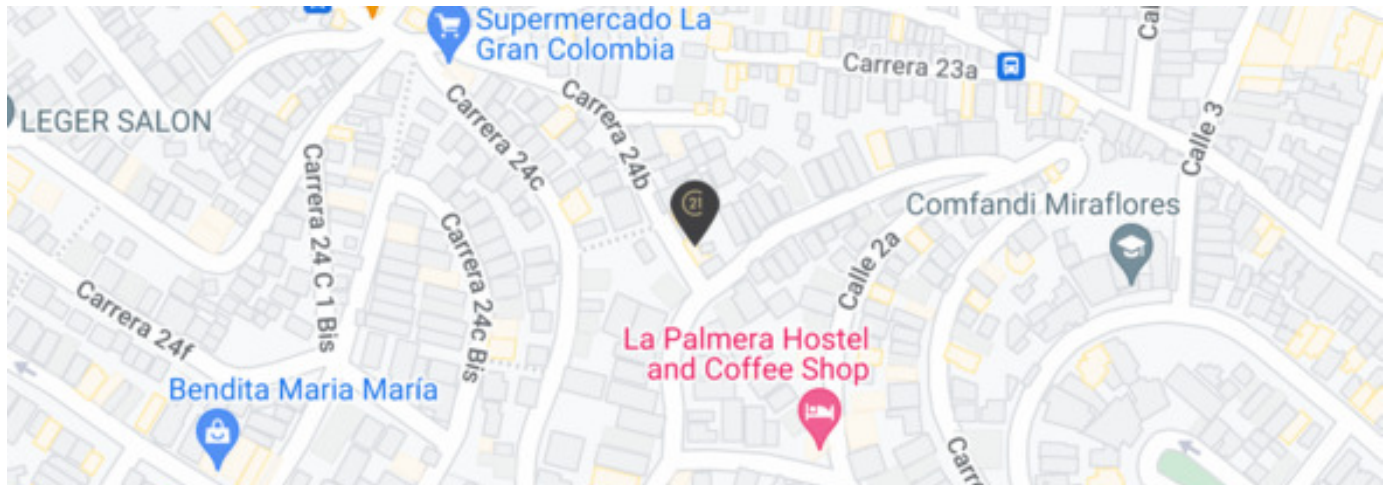 Supermercado La
Gran Colombia
Carrera 23a
Calle 3
LEGER SALON
Carrera 24c
Carrera 24b
Carrera 24 C 1 Bis
Carrera 24c Bis
21
Comfandi Miraflores
Calle 2a
Carrera 24f
La Palmera Hostel
and Coffee Shop
Bendita Maria María